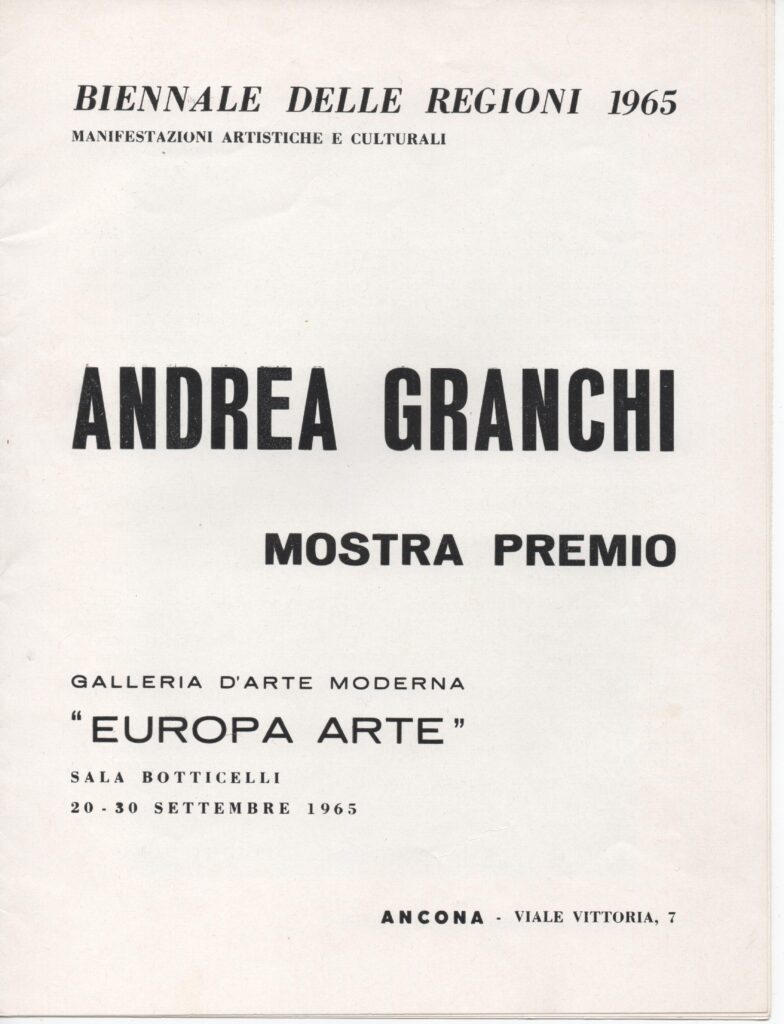 BIENNALE DELLE REGIONI 1965
MANIFESTAZIONI ARTISTICHE E CULTURALI
ANDREA GRANCHI
MOSTRA PREMIO
GALLERIA D'ARTE MODERNA
"EUROPA ARTE"
SALA BOTTICELLI
20 - 30 SETTEMBRE 1965
ANCONA - VIALE VITTORIA, 7